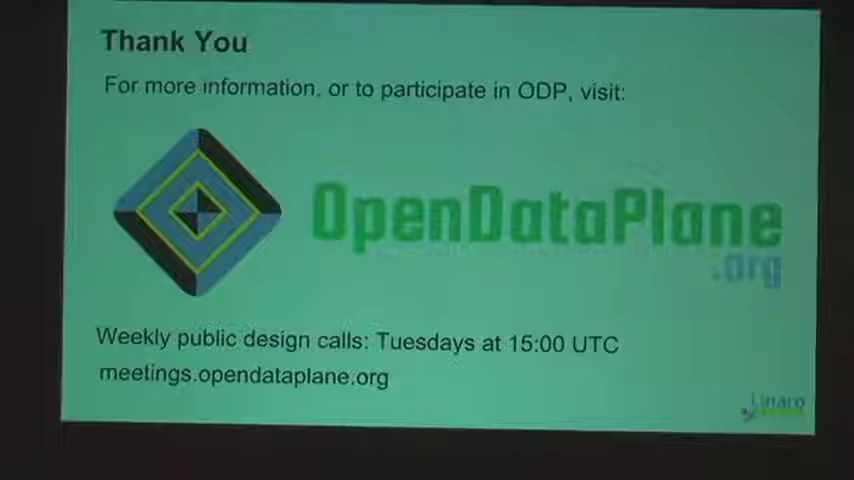 Thank You
For more information, or to participate in ODP, visit:
OpenDataPlane
.org
Weekly public design calls: Tuesdays at 15:00 UTC
meetings.opendataplane.org
Linaro